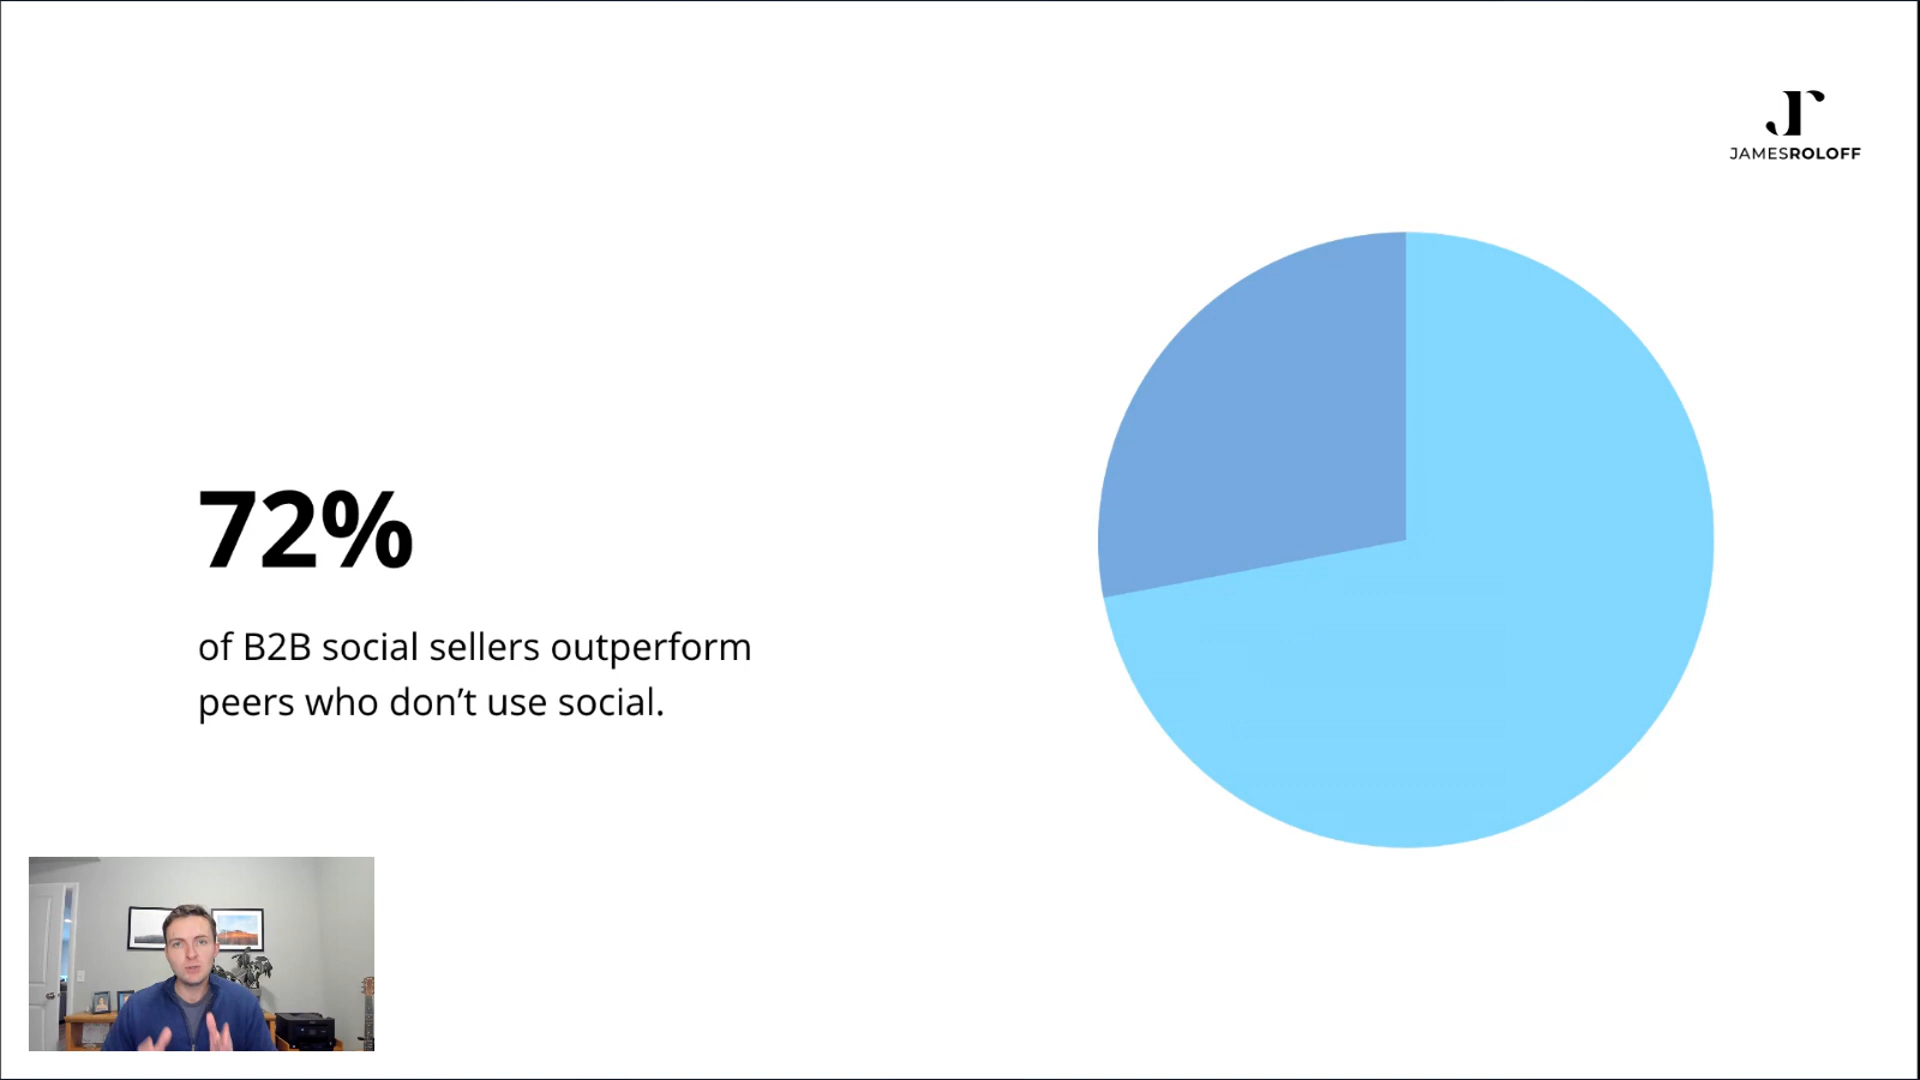 JAMESROLOFF
72%
of B2B social sellers outperform
peers who don’t use social.